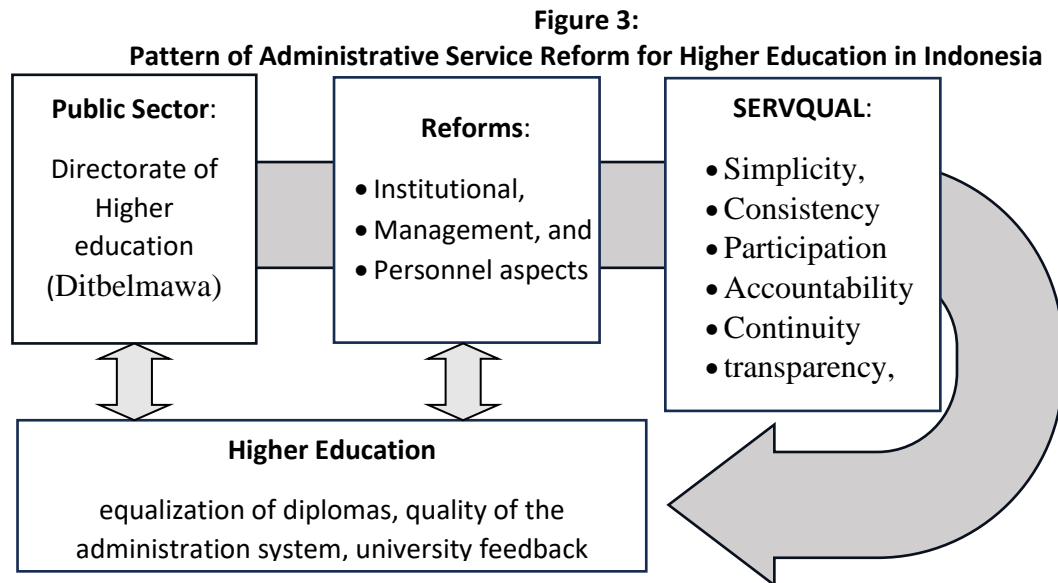 Figure 3:
Pattern of Administrative Service Reform for Higher Education in Indonesia
Public Sector:
Directorate of
Higher
education
(Ditbelmawa)
Reforms:
• Institutional,
• Management, and
• Personnel aspects
SERVQUAL:
• Simplicity,
• Consistency
• Participation
• Accountability
• Continuity
• transparency,
Higher Education
equalization of diplomas, quality of the
administration system, university feedback